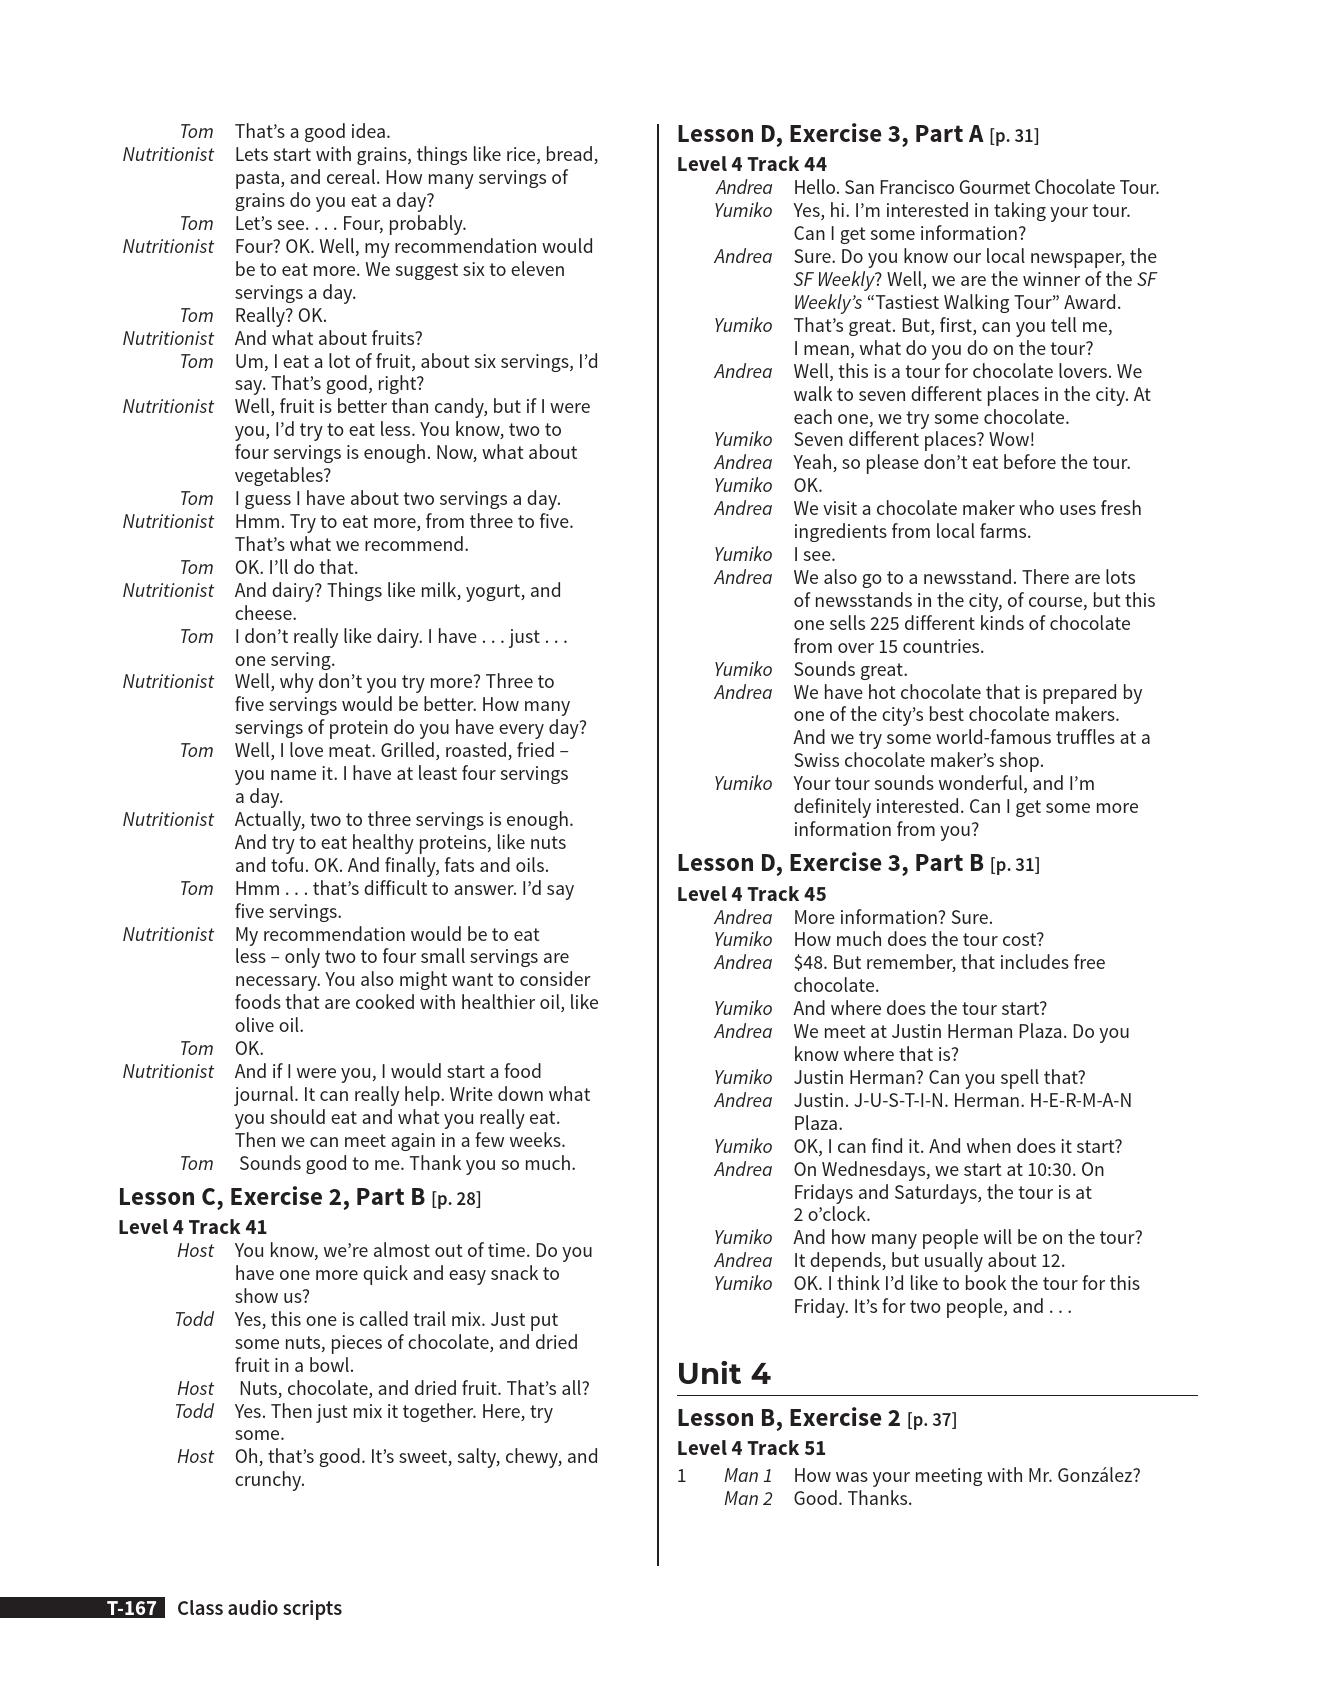 Tom That’s a good idea.
Nutritionist Lets start with grains, things like rice, bread,
pasta, and cereal. How many servings of
grains do you eat a day?
Tom Let’s see. . . . Four, probably.
Nutritionist Four? OK. Well, my recommendation would
be to eat more. We suggest six to eleven
servings a day.
Tom Really? OK.
Nutritionist And what about fruits?
Tom Um, I eat a lot of fruit, about six servings, I’d
say. That’s good, right?
Nutritionist Well, fruit is better than candy, but if I were
you, I’d try to eat less. You know, two to
four servings is enough. Now, what about
vegetables?
Tom I guess I have about two servings a day.
Nutritionist Hmm. Try to eat more, from three to five.
That’s what we recommend.
Tom OK. I’ll do that.
Nutritionist And dairy? Things like milk, yogurt, and
cheese.
Tom I don’t really like dairy. I have . . . just . . .
one serving.
Nutritionist Well, why don’t you try more? Three to
five servings would be better. How many
servings of protein do you have every day?
Tom Well, I love meat. Grilled, roasted, fried –
you name it. I have at least four servings
a day.
Nutritionist Actually, two to three servings is enough.
And try to eat healthy proteins, like nuts
and tofu. OK. And finally, fats and oils.
Tom Hmm . . . that’s difficult to answer. I’d say
five servings.
Nutritionist My recommendation would be to eat
less – only two to four small servings are
necessary. You also might want to consider
foods that are cooked with healthier oil, like
olive oil.
Tom OK.
Nutritionist And if I were you, I would start a food
journal. It can really help. Write down what
you should eat and what you really eat.
Then we can meet again in a few weeks.
Tom Sounds good to me. Thank you so much.
Lesson C, Exercise 2, Part B [p. 28]
Level 4 Track 41
Host You know, we’re almost out of time. Do you
have one more quick and easy snack to
show us?
Todd Yes, this one is called trail mix. Just put
some nuts, pieces of chocolate, and dried
fruit in a bowl.
Host Nuts, chocolate, and dried fruit. That’s all?
Todd Yes. Then just mix it together. Here, try
some.
Host Oh, that’s good. It’s sweet, salty, chewy, and
crunchy.
Lesson D, Exercise 3, Part A [p. 31]
Level 4 Track 44
Andrea Hello. San Francisco Gourmet Chocolate Tour.
Yumiko Yes, hi. I’m interested in taking your tour.
Can I get some information?
Andrea Sure. Do you know our local newspaper, the
SF Weekly? Well, we are the winner of the SF
Weekly’s “Tastiest Walking Tour” Award.
Yumiko That’s great. But, first, can you tell me,
I mean, what do you do on the tour?
Andrea Well, this is a tour for chocolate lovers. We
walk to seven different places in the city. At
each one, we try some chocolate.
Yumiko Seven different places? Wow!
Andrea Yeah, so please don’t eat before the tour.
Yumiko OK.
Andrea We visit a chocolate maker who uses fresh
ingredients from local farms.
Yumiko I see.
Andrea We also go to a newsstand. There are lots
of newsstands in the city, of course, but this
one sells 225 different kinds of chocolate
from over 15 countries.
Yumiko Sounds great.
Andrea We have hot chocolate that is prepared by
one of the city’s best chocolate makers.
And we try some world-famous truffles at a
Swiss chocolate maker’s shop.
Yumiko Your tour sounds wonderful, and I’m
definitely interested. Can I get some more
information from you?
Lesson D, Exercise 3, Part B [p. 31]
Level 4 Track 45
Andrea More information? Sure.
Yumiko How much does the tour cost?
Andrea $48. But remember, that includes free
chocolate.
Yumiko And where does the tour start?
Andrea We meet at Justin Herman Plaza. Do you
know where that is?
Yumiko Justin Herman? Can you spell that?
Andrea Justin. J-U-S-T-I-N. Herman. H-E-R-M-A-N
Plaza.
Yumiko OK, I can find it. And when does it start?
Andrea On Wednesdays, we start at 10:30. On
Fridays and Saturdays, the tour is at
2 o’clock.
Yumiko And how many people will be on the tour?
Andrea It depends, but usually about 12.
Yumiko OK. I think I’d like to book the tour for this
Friday. It’s for two people, and . . .
Unit 4
Lesson B, Exercise 2 [p. 37]
Level 4 Track 51
1 Man 1 How was your meeting with Mr. González?
Man 2 Good. Thanks.
T-167 Class audio scripts